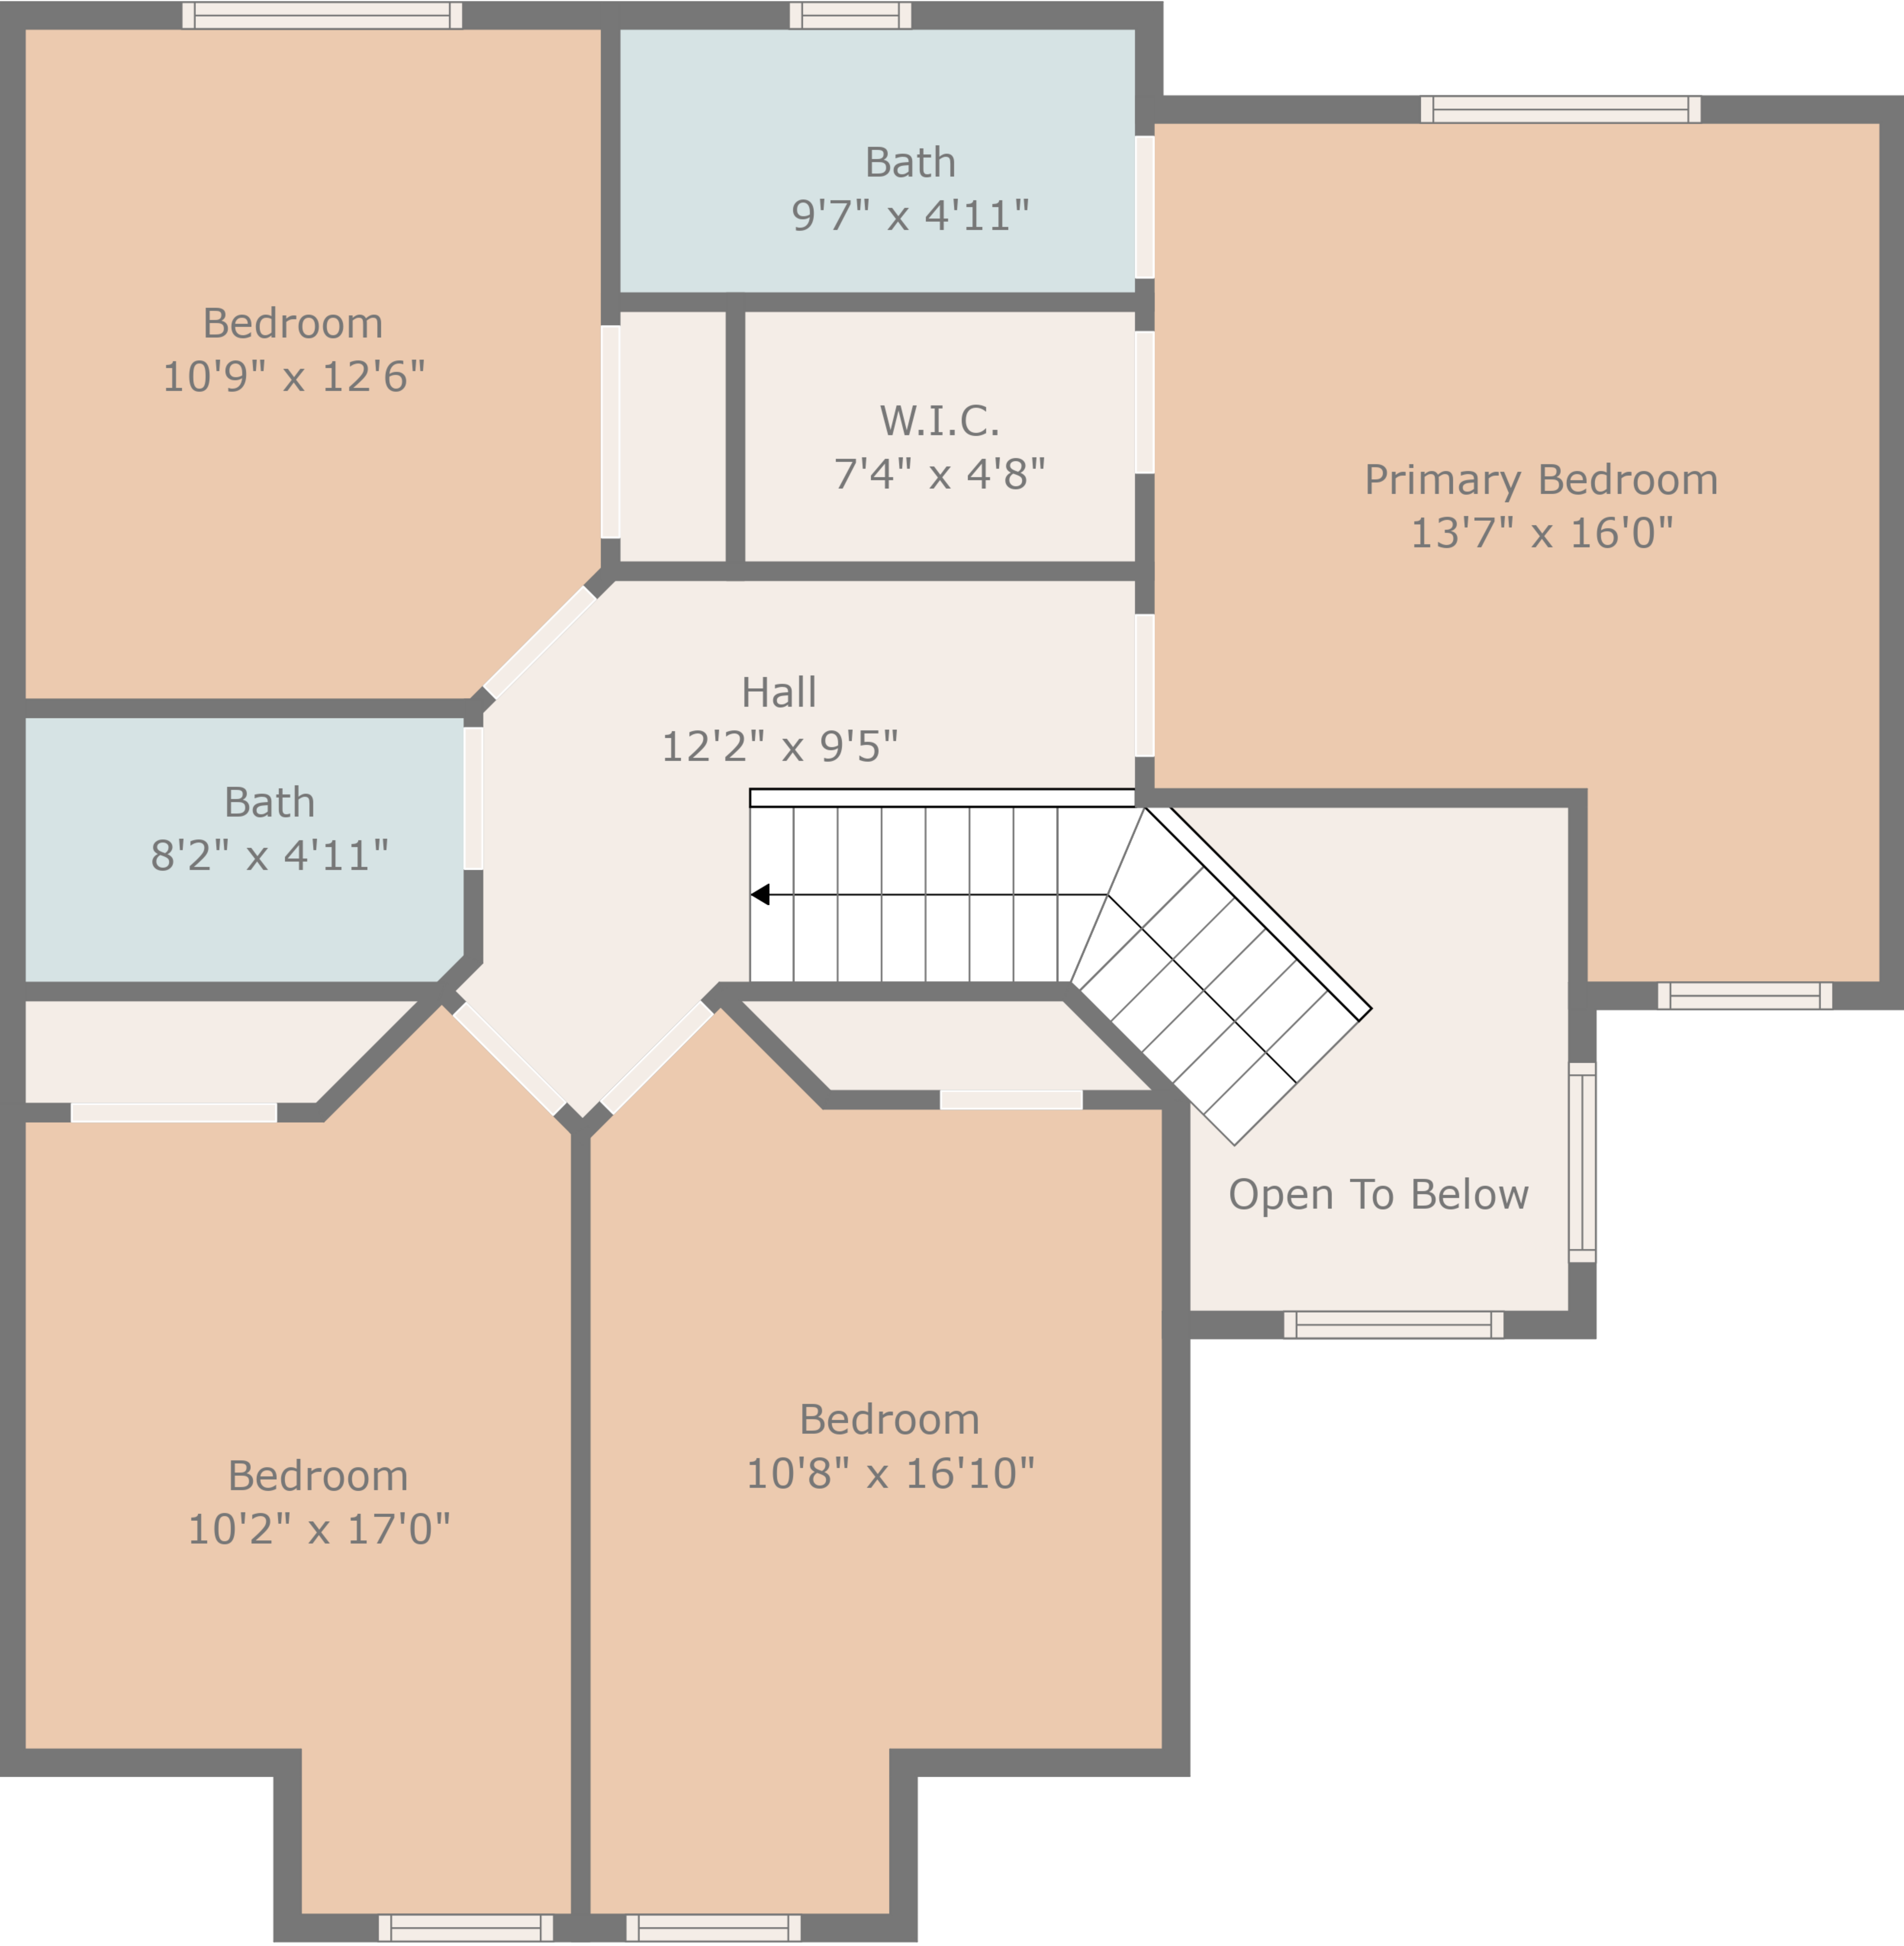 Bath
9'7" x 4'11"
Bedroom
10'9" x 12'6"
W.I.C.
7'4" x 4'8"
Primary Bedroom
13'7" x 16'0"
Hall
12'2" x 9'5"
Bath
8'2" x 4'11"
Open To Below
Bedroom
10'8" x 16'10"
Bedroom
10'2" x 17'0"